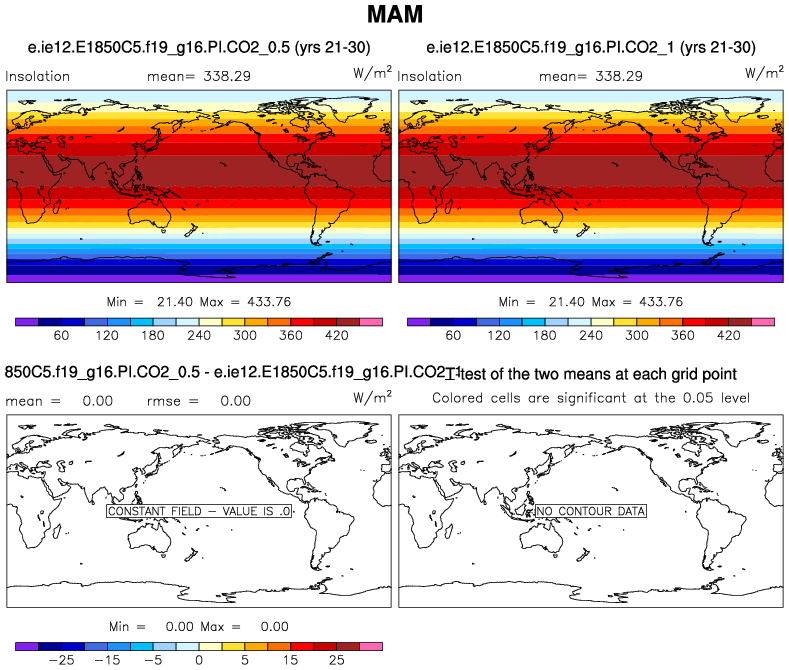 MAM
e.ie12.E1850C5.f19_g16.PI.CO2_0.5 (yrs 21-30)
e.ie12.E1850C5.f19_g16.PI.CO2_1 (yrs 21-30)
Insolation mean= 338.29 W/m2
Insolation mean= 338.29 W/m2
Min = 21.40 Max = 433.76
Min = 21.40 Max = 433.76
60 120 180 240 300 360 420
60 120 180 240 300 360 420
850C5.f19_g16.PI.CO2_0.5 - e.ie12.E1850C5.f19_g16.PI.CO2_1
T-test of the two means at each grid point
mean = 0.00 rmse = 0.00 W/m2
Colored cells are significant at the 0.05 level
CONSTANT FIELD - VALUE IS .0
NO CONTOUR DATA
Min = 0.00 Max = 0.00
-25 -15 -5 0 5 15 25